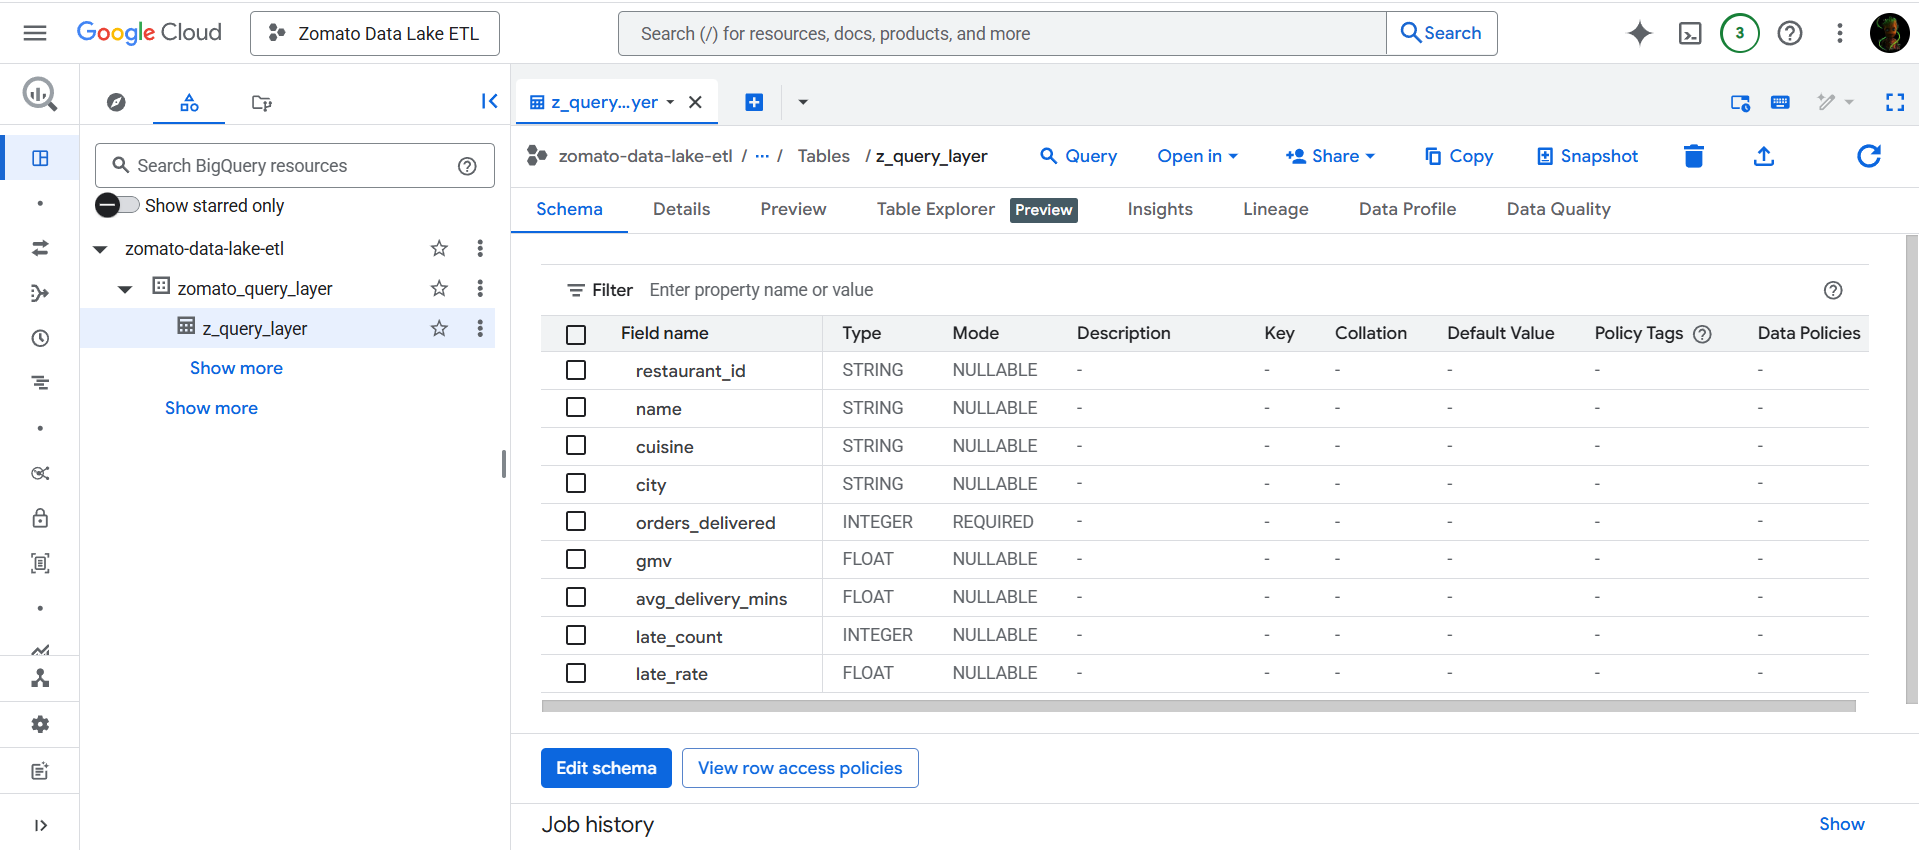 Google Cloud
Zomato Data Lake ETL
Search (/) for resources, docs, products, and more
Search
3
z_query...yer
Search BigQuery resources
Show starred only
zomato-data-lake-etl
zomato_query_layer
z_query_layer
Show more
Show more
zomato-data-lake-etl / ··· / Tables / z_query_layer
Query
Open in
Share
Copy
Snapshot
Schema
Details
Preview
Table Explorer Preview
Insights
Lineage
Data Profile
Data Quality
Filter Enter property name or value
Field name Type Mode Description Key Collation Default Value Policy Tags Data Policies
restaurant_id STRING NULLABLE - - - - - -
name STRING NULLABLE - - - - - -
cuisine STRING NULLABLE - - - - - -
city STRING NULLABLE - - - - - -
orders_delivered INTEGER REQUIRED - - - - - -
gmv FLOAT NULLABLE - - - - - -
avg_delivery_mins FLOAT NULLABLE - - - - - -
late_count INTEGER NULLABLE - - - - - -
late_rate FLOAT NULLABLE - - - - - -
Edit schema
View row access policies
Job history
Show